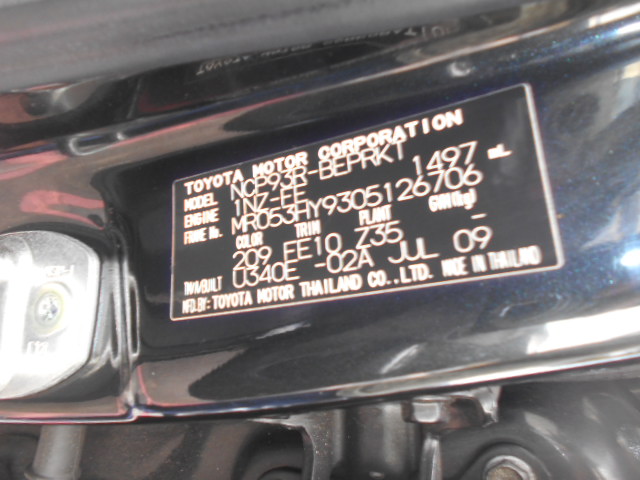 TOYOTA MOTOR CORPORATION
MODEL NCP93R-BEPRKT
ENGINE 1NZ-FE 1497 mL
FRAME No. MR053HY9305126706
COLOR TRIM PLANT GWR(kg)
209 FE10 Z35 -
TM/BUILT U340E -02A JUL 09
MFD.BY: TOYOTA MOTOR THAILAND CO.,LTD. MADE IN THAILAND